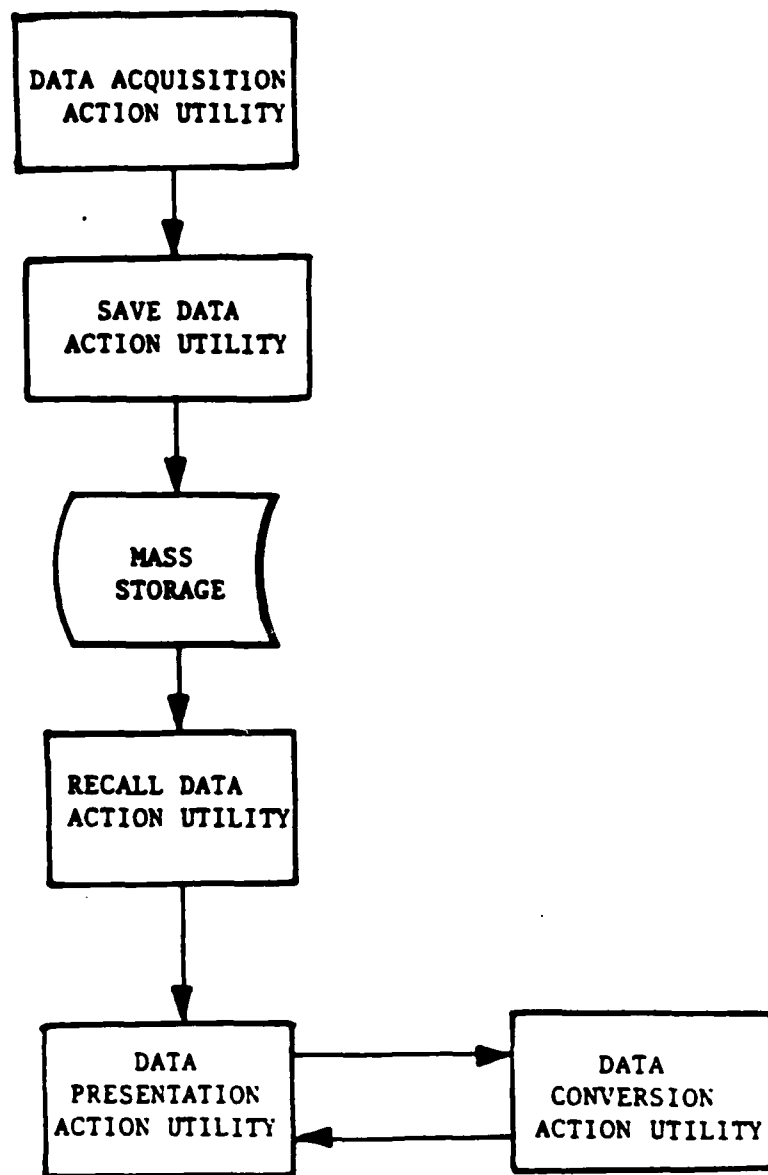 DATA ACQUISITION
ACTION UTILITY
SAVE DATA
ACTION UTILITY
MASS
STORAGE
RECALL DATA
ACTION UTILITY
DATA
PRESENTATION
ACTION UTILITY
DATA
CONVERSION
ACTION UTILITY